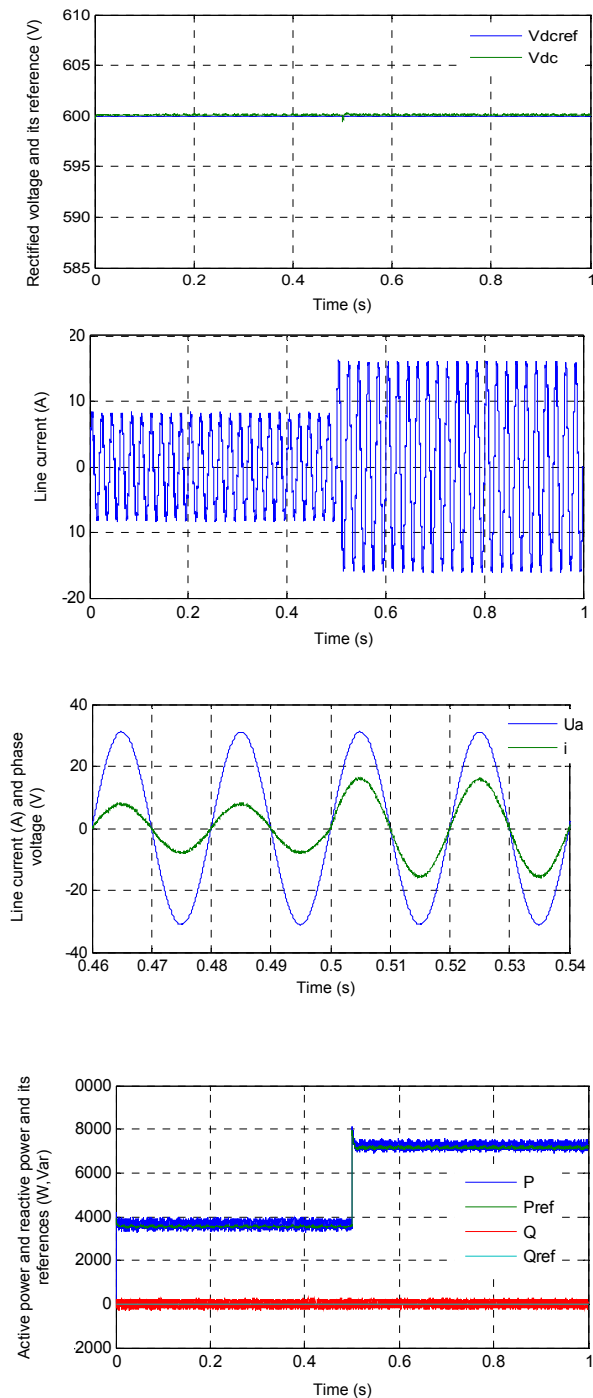 610
605
600
595
590
585
Rectified voltage and its reference (V)
Vdcref
Vdc
0
0.2
0.4
0.6
0.8
1
Time (s)
20
10
0
10
-20
Line current (A)
0
0.2
0.4
0.6
0.8
1
Time (s)
40
20
0
-20
-40
Line current (A) and phase
voltage (V)
Ua
i
0.46
0.47
0.48
0.49
0.5
0.51
0.52
0.53
0.54
Time (s)
0000
8000
6000
4000
2000
0
2000
Active power and reactive power and its
references (W,Var)
P
Pref
Q
Qref
0
0.2
0.4
0.6
0.8
1
Time (s)